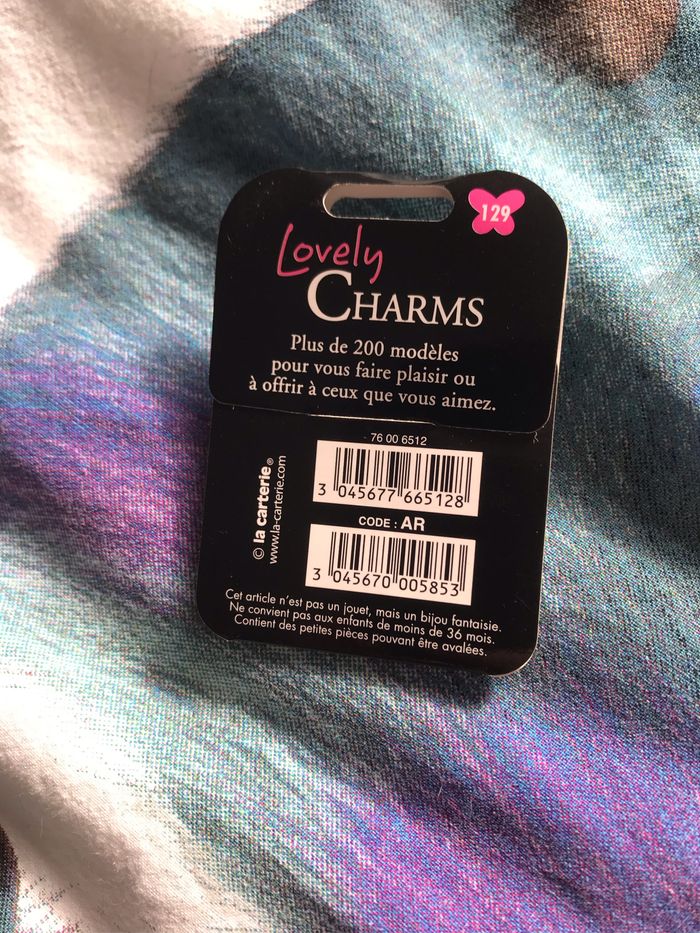 129
Lovely
CHARMS
Plus de 200 modèles
pour vous faire plaisir ou
à offrir à ceux que vous aimez.
76 00 6512
3 045677 665128
CODE : AR
3 045670 005853
© la carterie®
www.la-carterie.com
Cet article n'est pas un jouet, mais un bijou fantaisie.
Ne convient pas aux enfants de moins de 36 mois.
Contient des petites pièces pouvant être avalées.